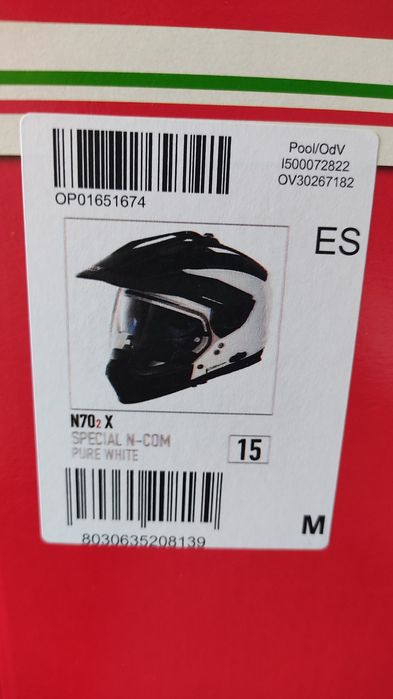 Pool/OdV
I500072822
OV30267182
OP01651674
ES
N70₂ X
SPECIAL N-COM
PURE WHITE
15
8030635208139
M